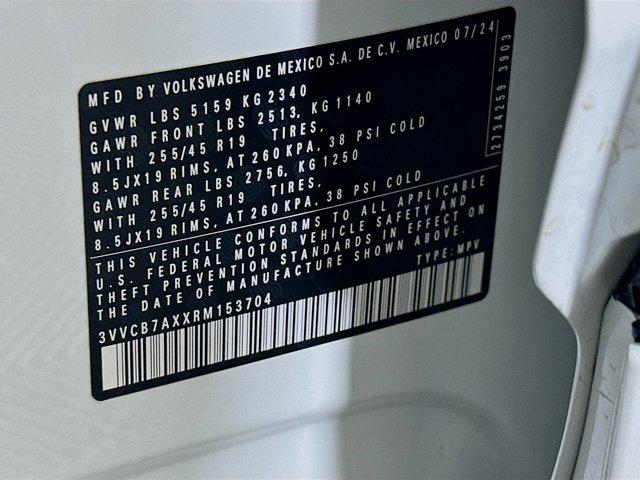 MFD BY VOLKSWAGEN DE MEXICO S.A. DE C.V. MEXICO 07/24
GVWR LBS 5159 KG 2340
GAWR FRONT LBS 2513, KG 1140
WITH 255/45 R19 TIRES,
8.5JX19 RIMS, AT 260 KPA, 38 PSI COLD
GAWR REAR LBS 2756, KG 1250
WITH 255/45 R19 TIRES,
8.5JX19 RIMS, AT 260 KPA, 38 PSI COLD
2734259 3903
THIS VEHICLE CONFORMS TO ALL APPLICABLE
U.S. FEDERAL MOTOR VEHICLE SAFETY AND
THEFT PREVENTION STANDARDS IN EFFECT ON
THE DATE OF MANUFACTURE SHOWN ABOVE.
TYPE: MPV
3VVCB7AXXRM153704